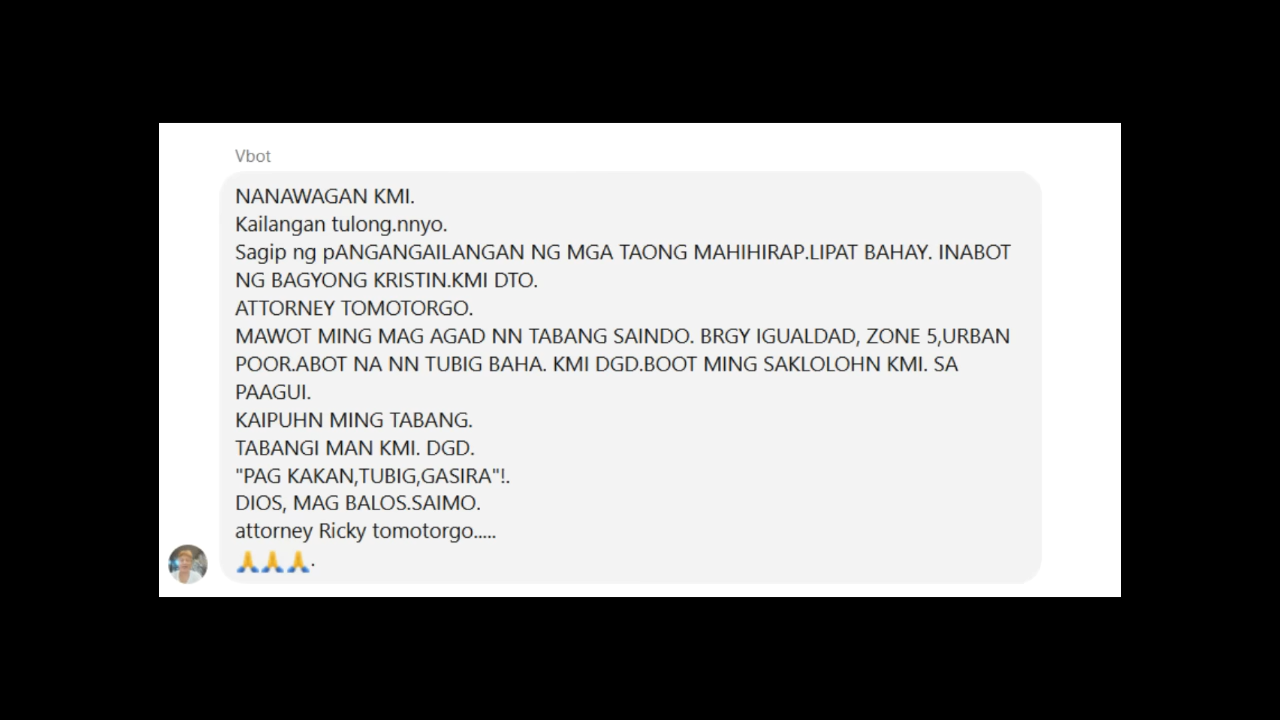 Vbot
NANAWAGAN KMI.
Kailangan tulong.nnyo.
Sagip ng pANGANGAILANGAN NG MGA TAONG MAHIHIRAP.LIPAT BAHAY. INABOT
NG BAGYONG KRISTIN.KMI DTO.
ATTORNEY TOMOTORGO.
MAWOT MING MAG AGAD NN TABANG SAINDO. BRGY IGUALDAD, ZONE 5,URBAN
POOR.ABOT NA NN TUBIG BAHA. KMI DGD.BOOT MING SAKLOLOHN KMI. SA
PAAGUI.
KAIPUHN MING TABANG.
TABANGI MAN KMI. DGD.
"PAG KAKAN,TUBIG,GASIRA"!.
DIOS, MAG BALOS.SAIMO.
attorney Ricky tomotorgo.....
🙏🙏🙏.